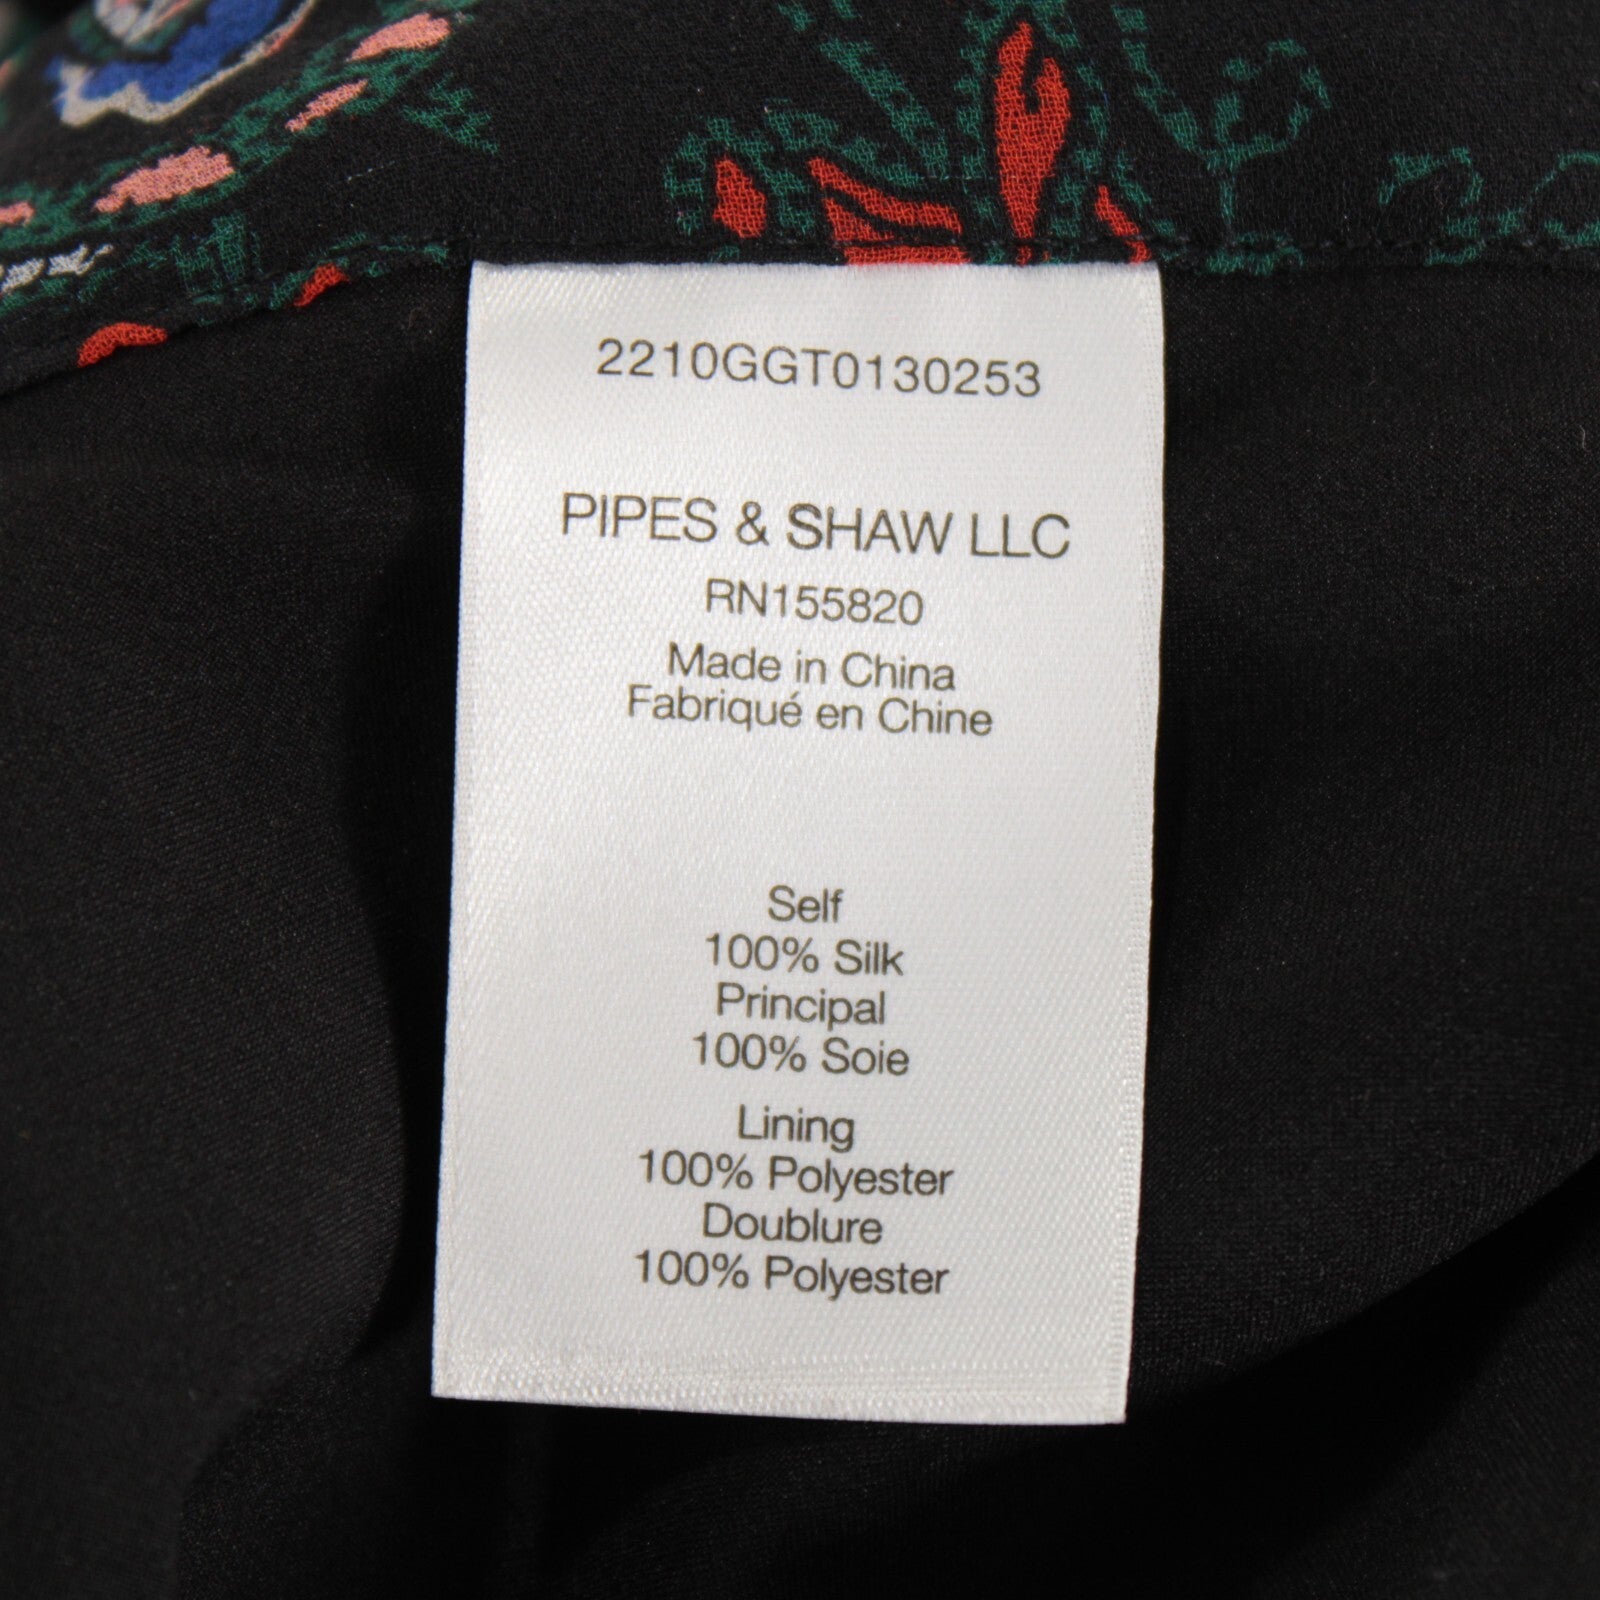 2210GGT0130253
PIPES & SHAW LLC
RN155820
Made in China
Fabriqué en Chine
Self
100% Silk
Principal
100% Soie
Lining
100% Polyester
Doublure
100% Polyester